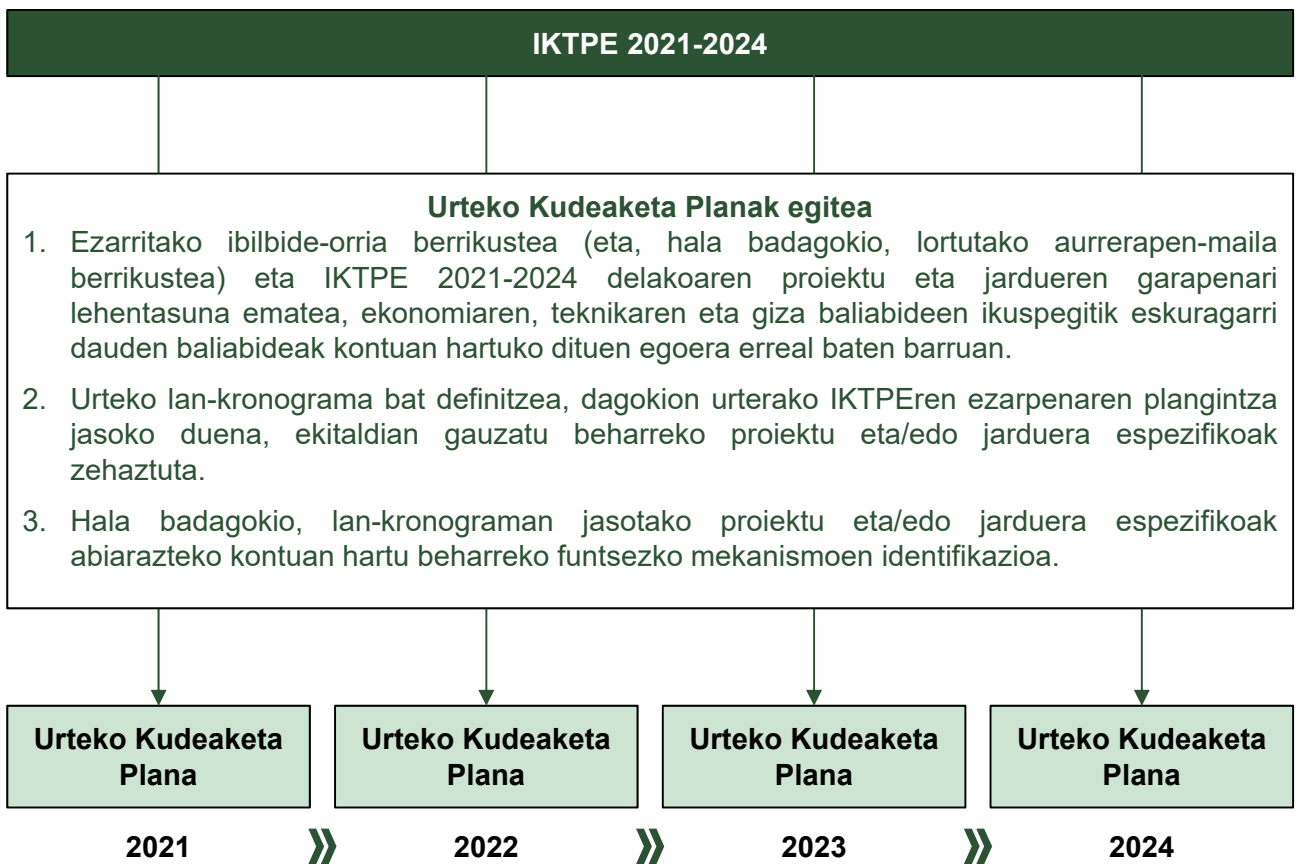 IKTPE 2021-2024
Urteko Kudeaketa Planak egitea
1. Ezarritako ibilbide-orria berrikustea (eta, hala badagokio, lortutako aurrerapen-maila
berrikustea) eta IKTPE 2021-2024 delakoaren proiektu eta jardueren garapenari
lehentasuna ematea, ekonomiaren, teknikaren eta giza baliabideen ikuspegitik eskuragarri
dauden baliabideak kontuan hartuko dituen egoera erreal baten barruan.
2. Urteko lan-kronograma bat definitzea, dagokion urterako IKTPEren ezarpenaren plangintza
jasoko duena, ekitaldian gauzatu beharreko proiektu eta/edo jarduera espezifikoak
zehaztuta.
3. Hala badagokio, lan-kronograman jasotako proiektu eta/edo jarduera espezifikoak
abiarazteko kontuan hartu beharreko funtsezko mekanismoen identifikazioa.
Urteko Kudeaketa
Plana
Urteko Kudeaketa
Plana
Urteko Kudeaketa
Plana
Urteko Kudeaketa
Plana
2021 2022 2023 2024